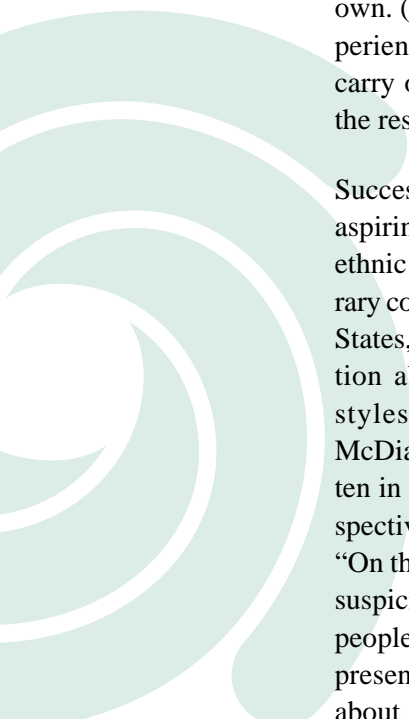 own. (
perien
carry o
the res
Succes
aspirin
ethnic
rary co
States,
tion a
styles
McDia
ten in
spectiv
“On th
suspic
people
presen
about